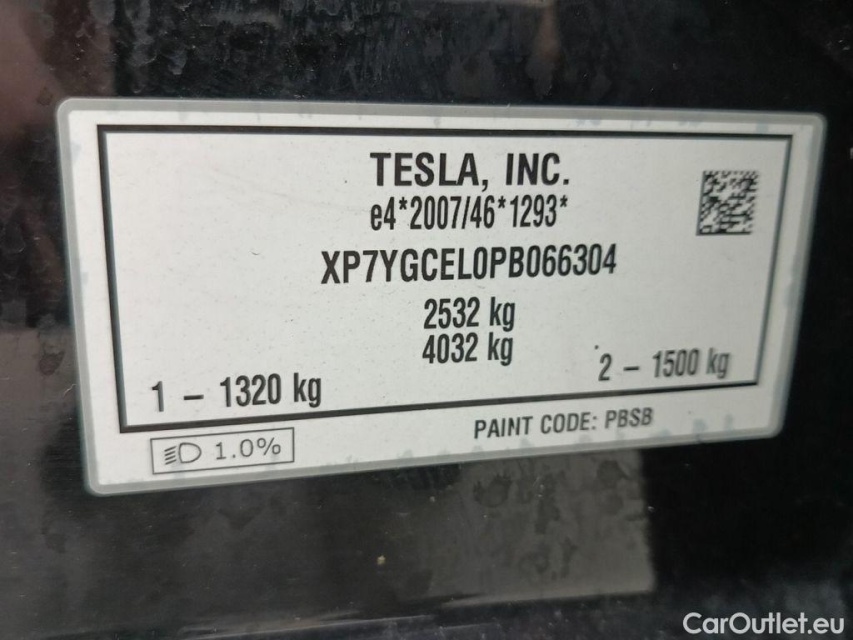 TESLA, INC.
e4*2007/46*1293*
XP7YGCEL0PB066304
2532 kg
4032 kg
1 – 1320 kg
2 – 1500 kg
1.0%
PAINT CODE: PBSB
CarOutlet.eu